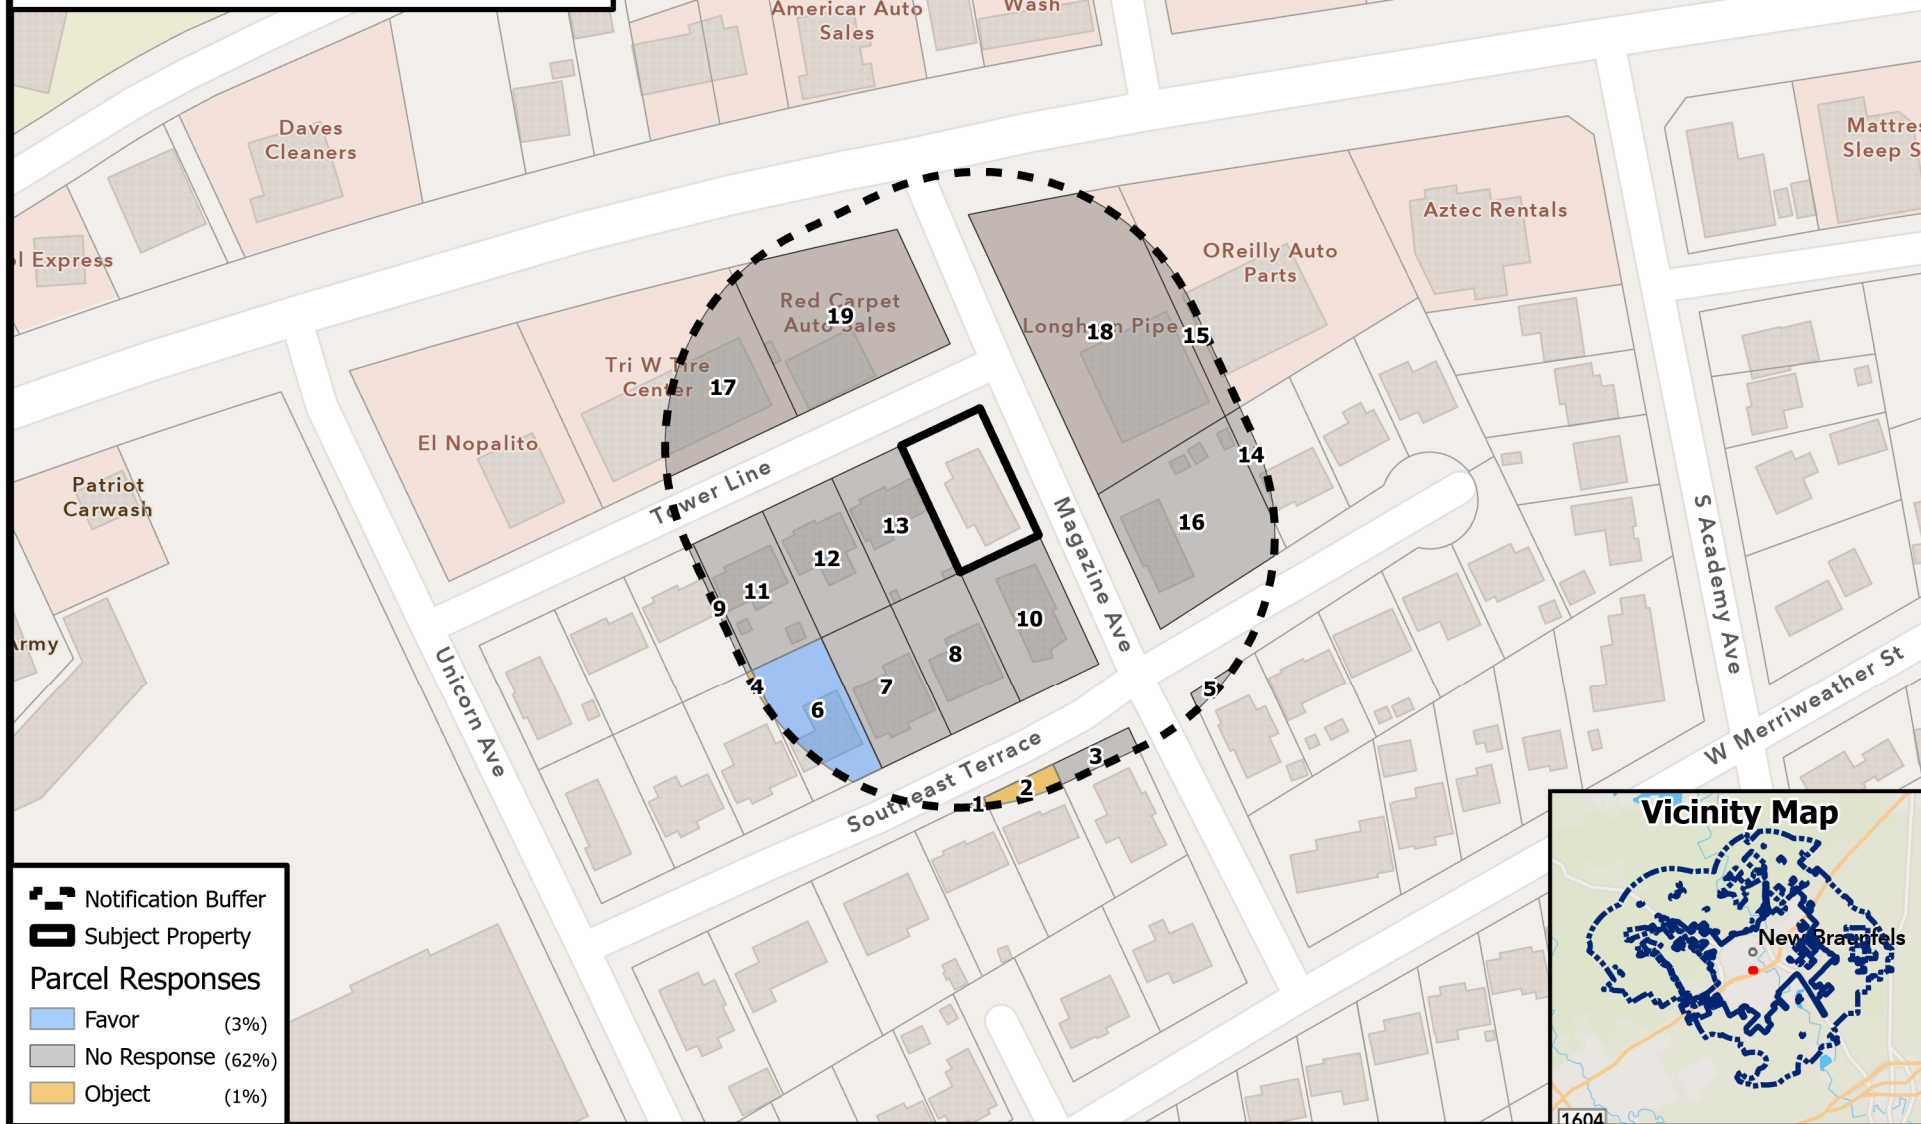 Americar Auto
Sales
Wash
Daves
Cleaners
Mattres
Sleep S
l Express
Aztec Rentals
OReilly Auto
Parts
Red Carpet
Auto Sales
19
Longh n Pipe
18
15
Tri W Tire
Center
17
El Nopalito
Patriot
Carwash
Tower Line
Magazine Ave
S Academy Ave
14
16
13
12
11
9
10
8
7
6
4
5
3
2
1
Army
Unicorn Ave
Southeast Terrace
W Merriweather St
Notification Buffer
Subject Property
Parcel Responses
Favor (3%)
No Response (62%)
Object (1%)
Vicinity Map
New Braunfels
1604